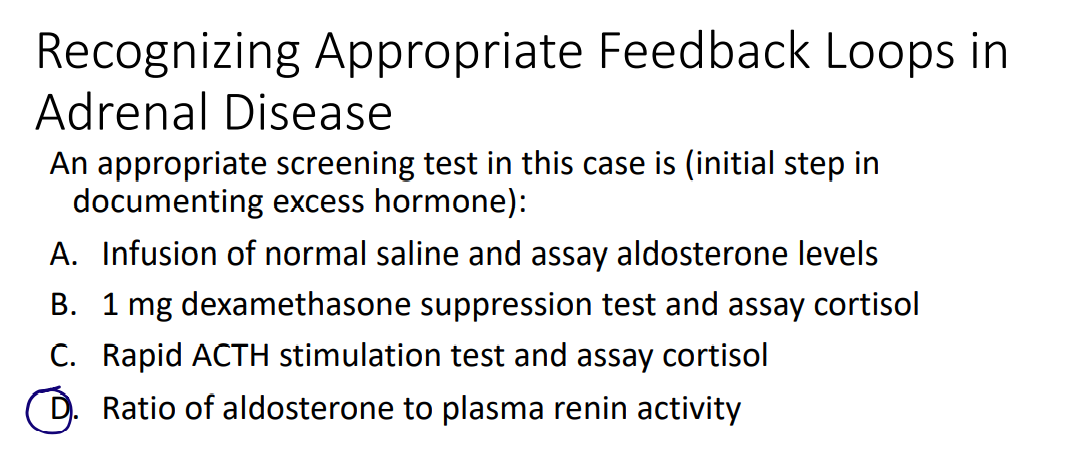 Recognizing Appropriate Feedback Loops in
Adrenal Disease
An appropriate screening test in this case is (initial step in
documenting excess hormone):
A. Infusion of normal saline and assay aldosterone levels
B. 1 mg dexamethasone suppression test and assay cortisol
C. Rapid ACTH stimulation test and assay cortisol
D. Ratio of aldosterone to plasma renin activity